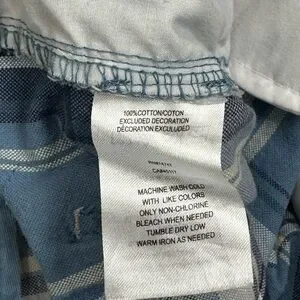 100%COTTON/COTON
EXCLUDED DECORATION
DÉCORATION EXCULUDED
MACHINE WASH COLD
WITH LIKE COLORS
ONLY NON-CHLORINE
BLEACH WHEN NEEDED
TUMBLE DRY LOW
WARM IRON AS NEEDED